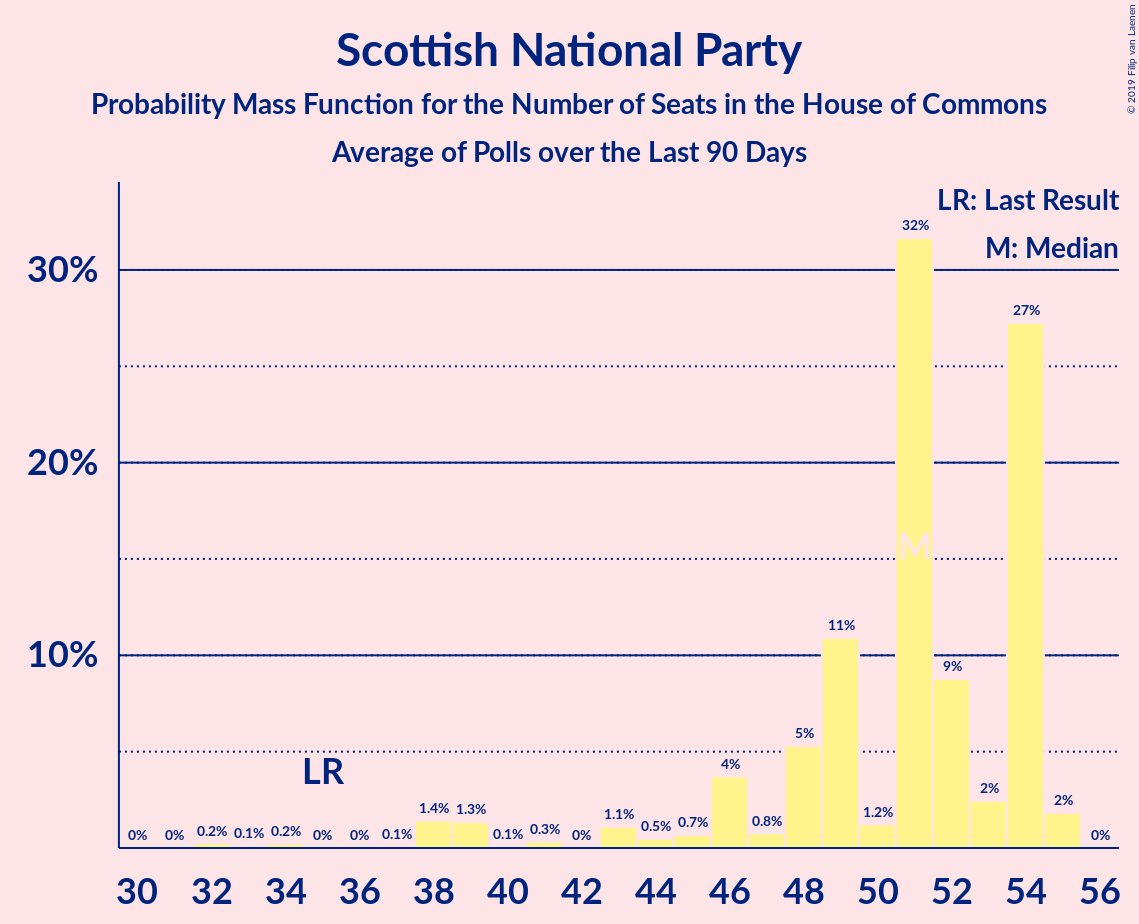 Scottish National Party
Probability Mass Function for the Number of Seats in the House of Commons
Average of Polls over the Last 90 Days
© 2019 Filip van Laenen
LR: Last Result
M: Median
30%
20%
10%
0% 0% 0.2% 0.1% 0.2% 0% 0% 0.1% 1.4% 1.3% 0.1% 0.3% 0% 1.1% 0.5% 0.7% 4% 0.8% 5% 11% 1.2% 32% 9% 2% 27% 2% 0%
LR
M
30 32 34 36 38 40 42 44 46 48 50 52 54 56